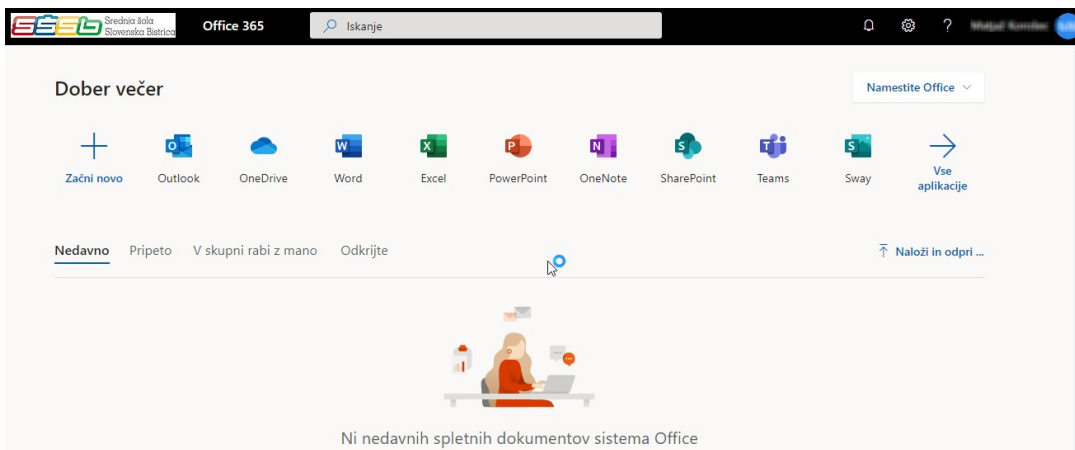 Srednja šola
Slovenska Bistrica
Office 365
Iskanje
?
Dober večer
Namestite Office
Začni novo
Outlook
OneDrive
Word
Excel
PowerPoint
OneNote
SharePoint
Teams
Sway
Vse
aplikacije
Nedavno
Pripeto
V skupni rabi z mano
Odkrijte
Naloži in odpri ...
Ni nedavnih spletnih dokumentov sistema Office